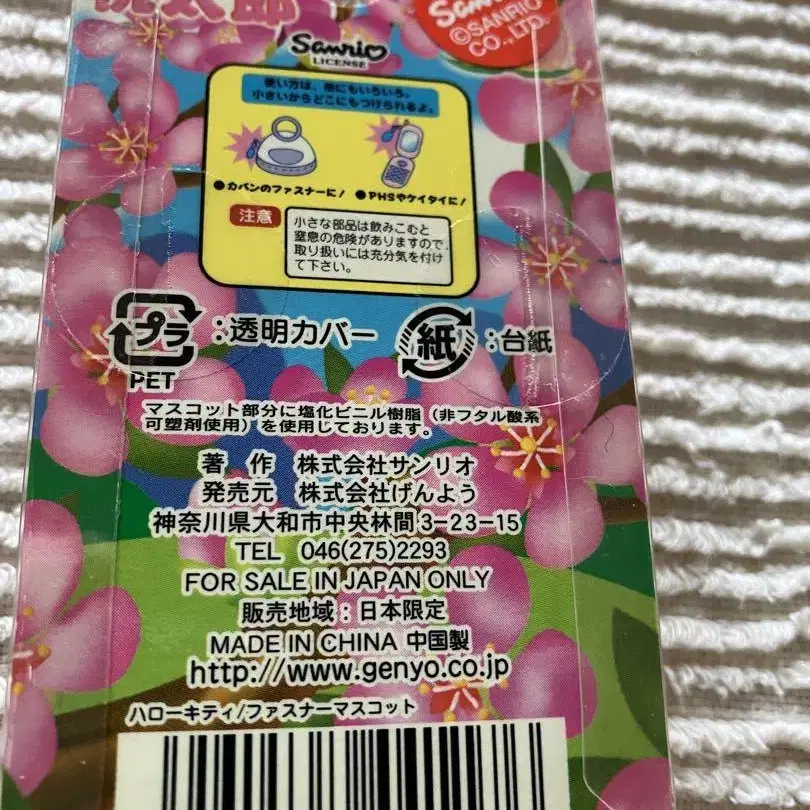 桃太郎
Sanrio
LICENSE
©SANRIO
CO.,LTD.
使い方は、他にもいろいろ。
小さいからどこにもつけられるよ。
●カバンのファスナーに!
●PHSやケイタイに!
注意
小さな部品は飲みこむと
窒息の危険がありますので、
取り扱いには充分気を付け
て下さい。
プラ:透明カバー
紙:台紙
PET
マスコット部分に塩化ビニル樹脂(非フタル酸系
可塑剤使用)を使用しております。
著 作 株式会社サンリオ
発売元 株式会社げんよう
神奈川県大和市中央林間3-23-15
TEL 046(275)2293
FOR SALE IN JAPAN ONLY
販売地域:日本限定
MADE IN CHINA 中国製
http://www.genyo.co.jp
ハローキティ/ファスナーマスコット